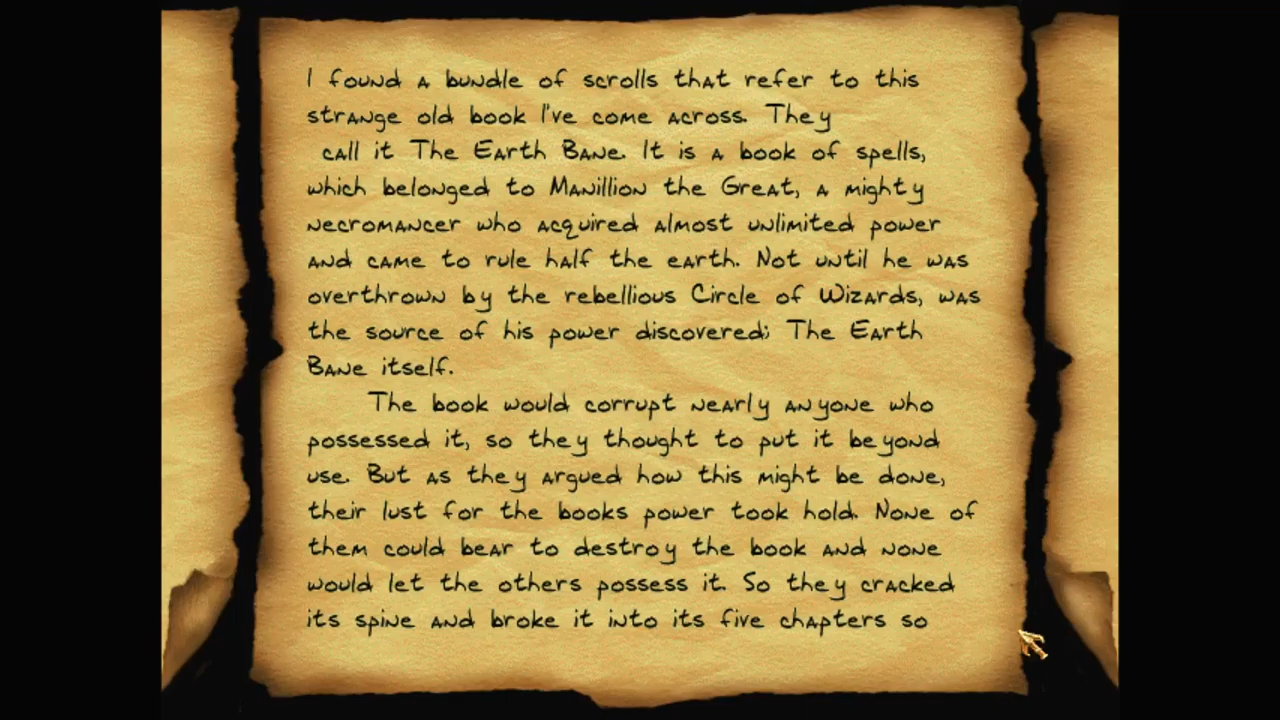 I found a bundle of scrolls that refer to this
strange old book I've come across. They
call it The Earth Bane. It is a book of spells,
which belonged to Manillion the Great, a mighty
necromancer who acquired almost unlimited power
and came to rule half the earth. Not until he was
overthrown by the rebellious Circle of Wizards, was
the source of his power discovered; The Earth
Bane itself.
The book would corrupt nearly anyone who
possessed it, so they thought to put it beyond
use. But as they argued how this might be done,
their lust for the books power took hold. None of
them could bear to destroy the book and none
would let the others possess it. So they cracked
its spine and broke it into its five chapters so